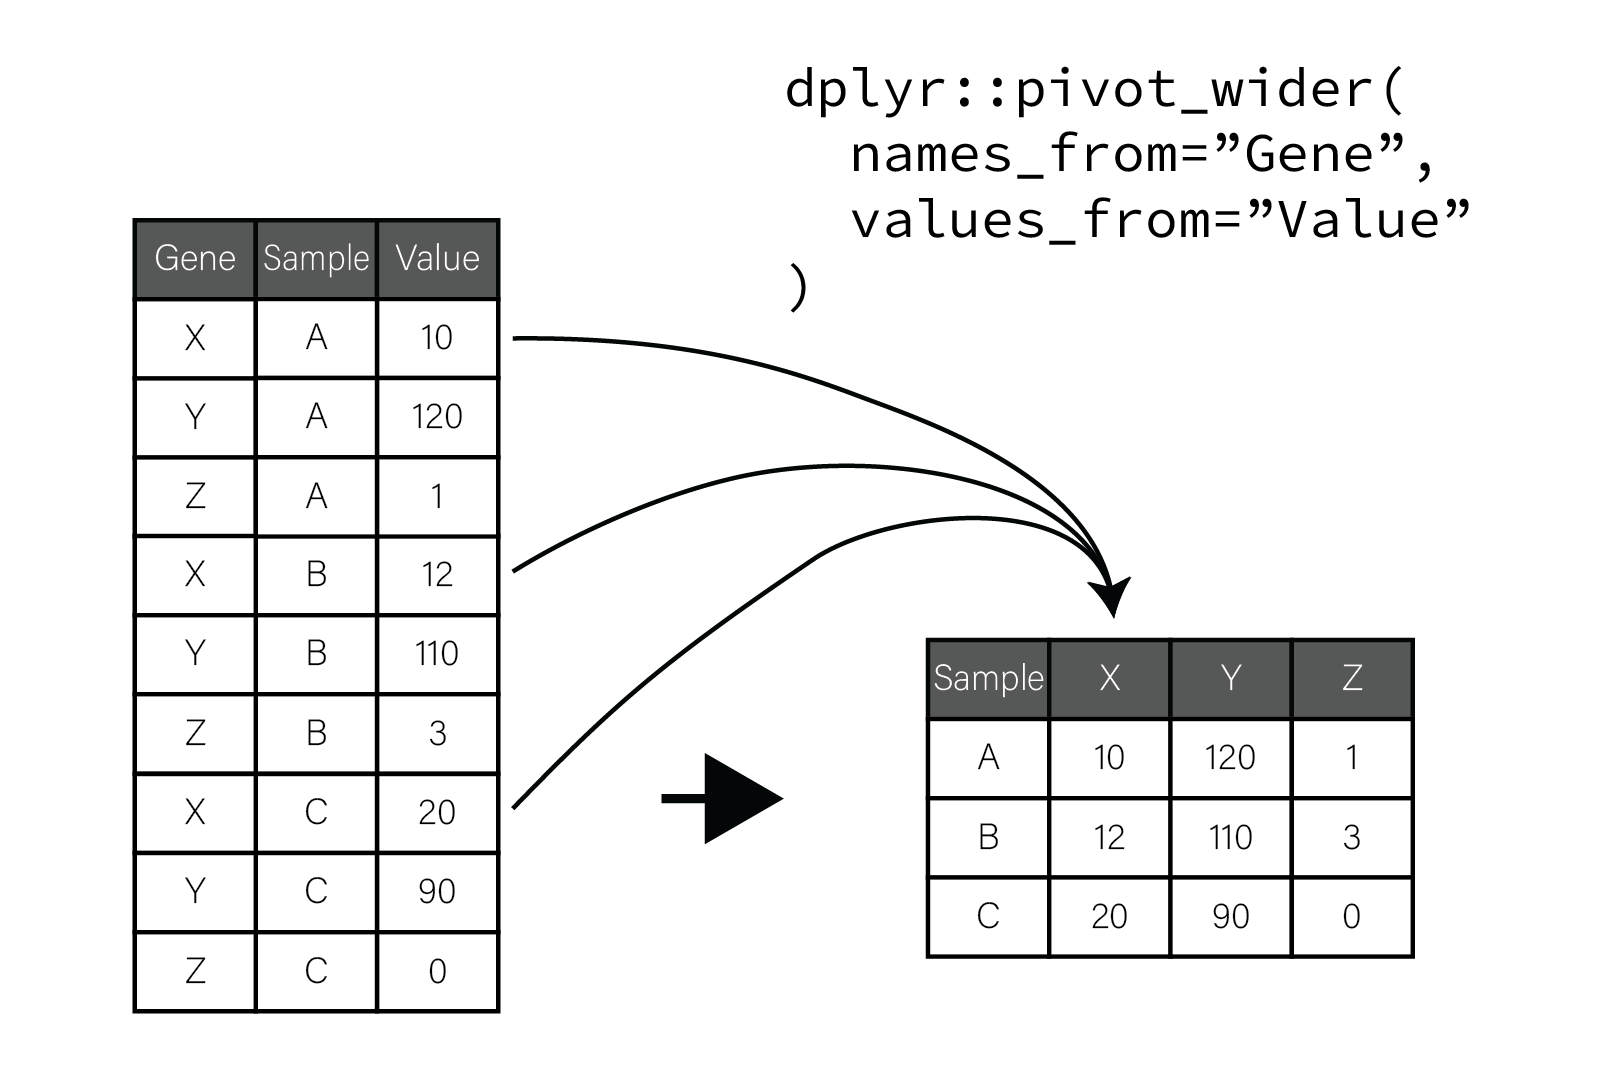 dplyr::pivot_wider(
names_from=”Gene”,
values_from=”Value”
)
Gene Sample Value
X A 10
Y A 120
Z A 1
X B 12
Y B 110
Z B 3
X C 20
Y C 90
Z C 0
Sample X Y Z
A 10 120 1
B 12 110 3
C 20 90 0